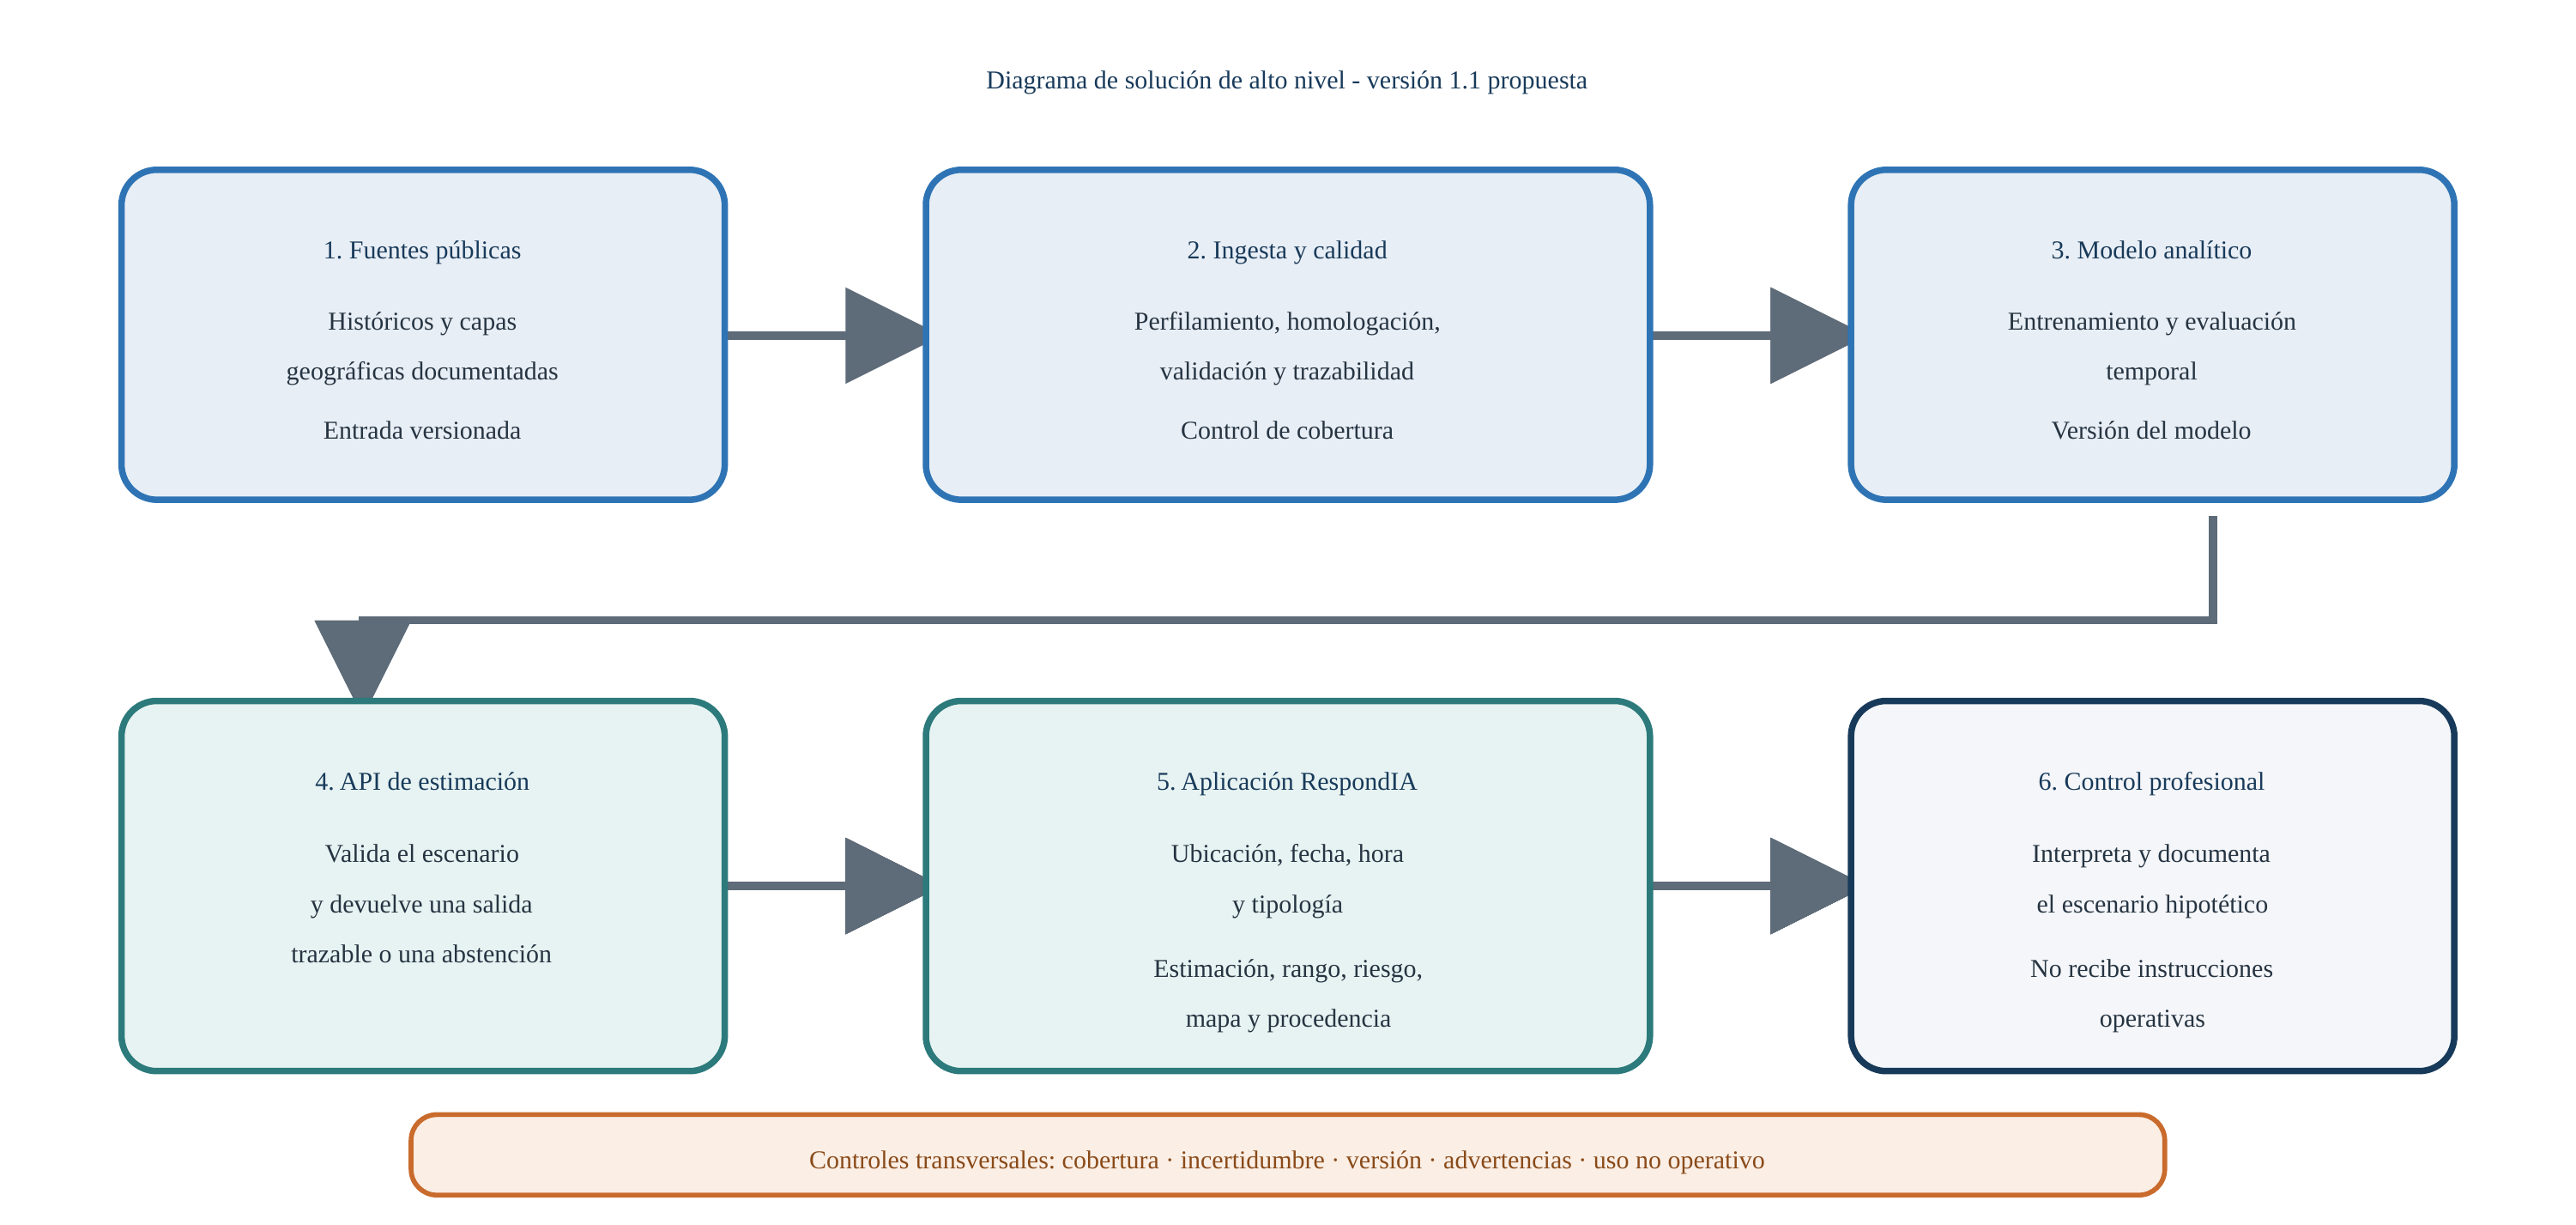 Diagrama de solución de alto nivel - versión 1.1 propuesta
1. Fuentes públicas
Históricos y capas
geográficas documentadas
Entrada versionada
2. Ingesta y calidad
Perfilamiento, homologación,
validación y trazabilidad
Control de cobertura
3. Modelo analítico
Entrenamiento y evaluación
temporal
Versión del modelo
4. API de estimación
Valida el escenario
y devuelve una salida
trazable o una abstención
5. Aplicación RespondIA
Ubicación, fecha, hora
y tipología
Estimación, rango, riesgo,
mapa y procedencia
6. Control profesional
Interpreta y documenta
el escenario hipotético
No recibe instrucciones
operativas
Controles transversales: cobertura · incertidumbre · versión · advertencias · uso no operativo